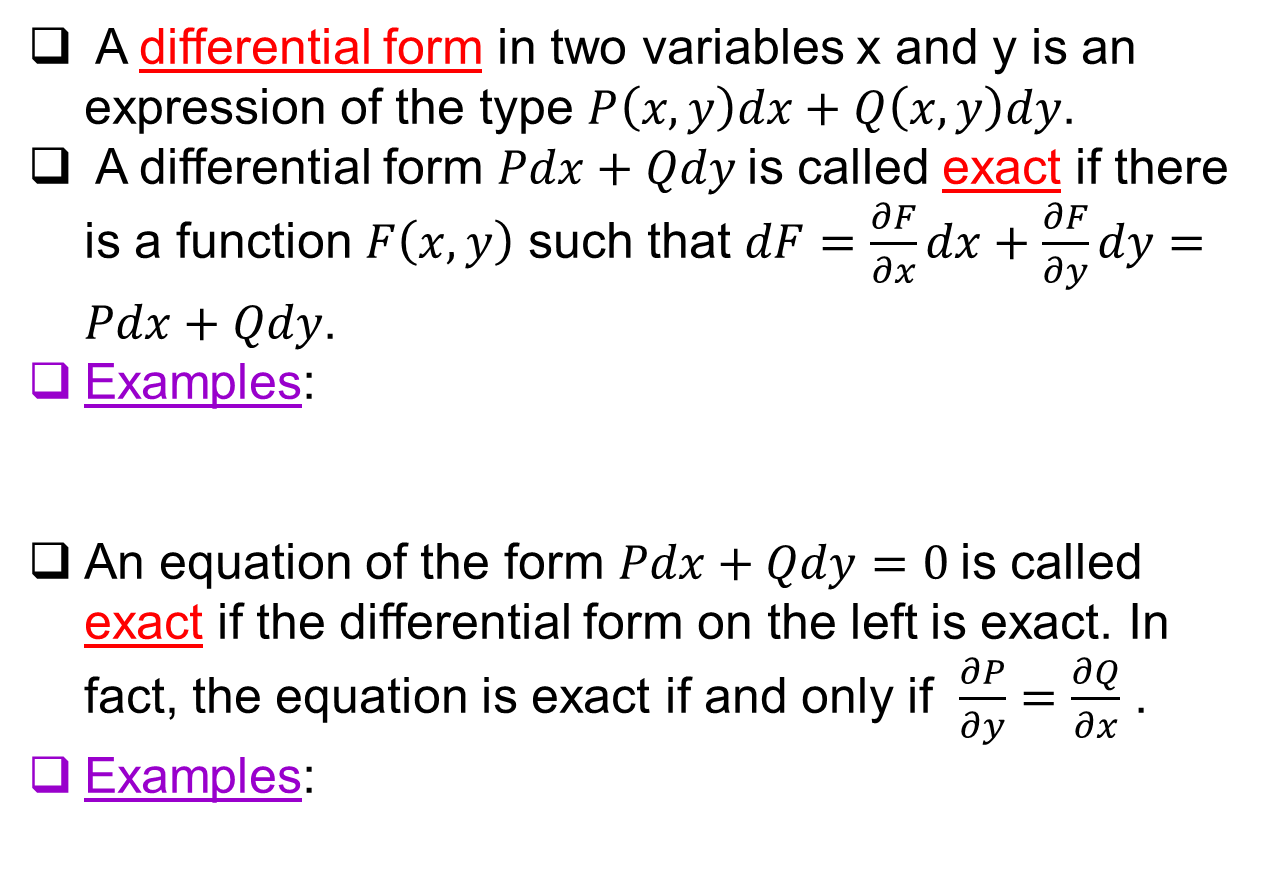 ❑ A differential form in two variables x and y is an
expression of the type 𝑃(𝑥, 𝑦)𝑑𝑥 + 𝑄(𝑥, 𝑦)𝑑𝑦.
❑ A differential form 𝑃𝑑𝑥 + 𝑄𝑑𝑦 is called exact if there
is a function 𝐹(𝑥, 𝑦) such that 𝑑𝐹 = ∂𝐹/∂𝑥 𝑑𝑥 + ∂𝐹/∂𝑦 𝑑𝑦 =
𝑃𝑑𝑥 + 𝑄𝑑𝑦.
❑ Examples:
❑ An equation of the form 𝑃𝑑𝑥 + 𝑄𝑑𝑦 = 0 is called
exact if the differential form on the left is exact. In
fact, the equation is exact if and only if ∂𝑃/∂𝑦 = ∂𝑄/∂𝑥 .
❑ Examples: